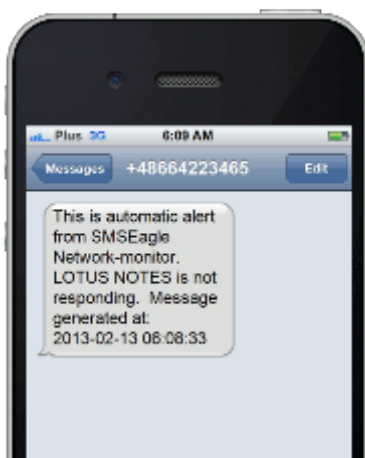 Plus 3G 6:09 AM
Messages +48664223465 Edit
This is automatic alert
from SMSEagle
Network-monitor.
LOTUS NOTES is not
responding. Message
generated at:
2013-02-13 06:08:33